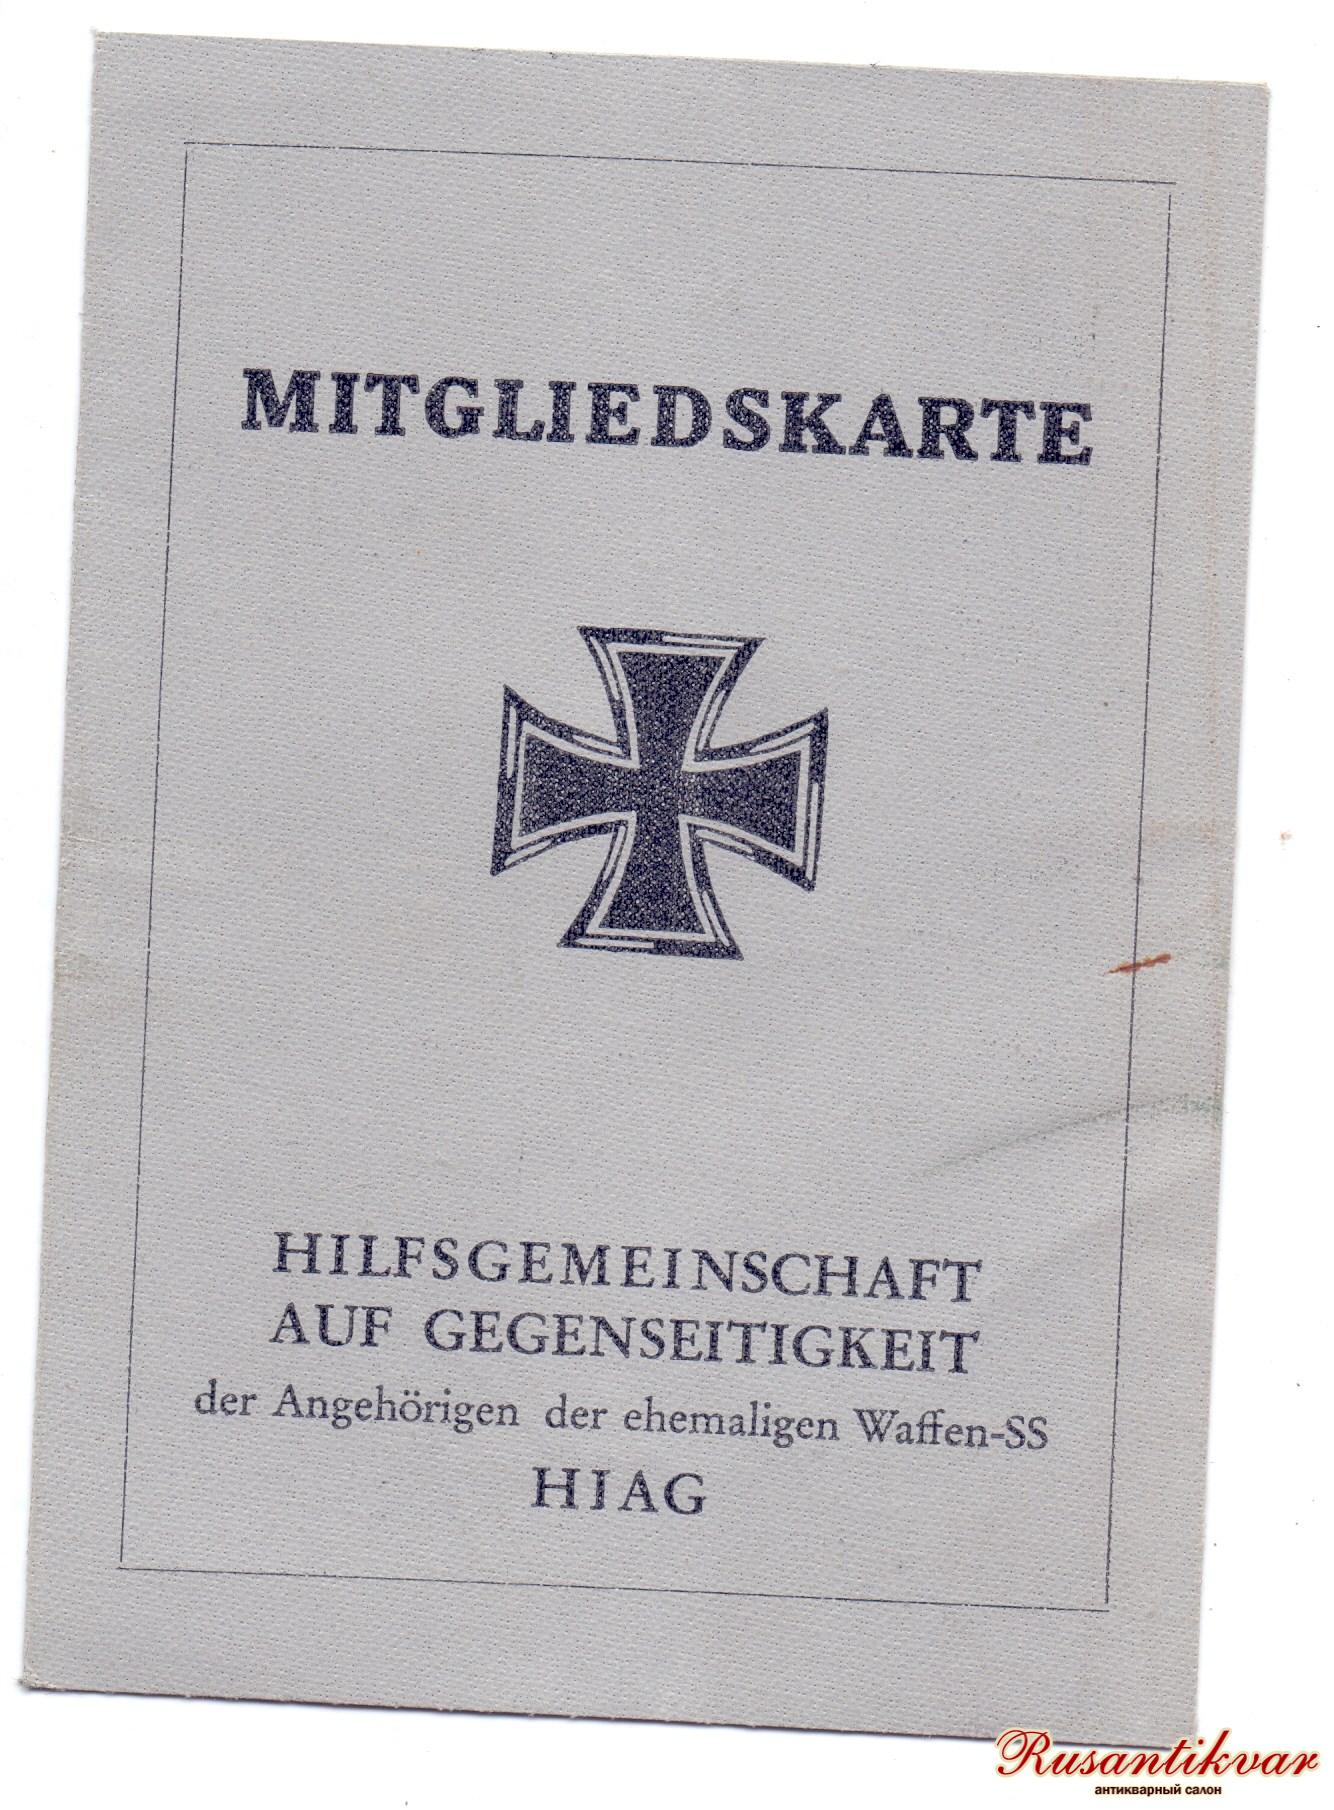 MITGLIEDSKARTE
HILFSGEMEINSCHAFT
AUF GEGENSEITIGKEIT
der Angehörigen der ehemaligen Waffen-SS
HIAG
Rusantikvar
антикварный салон